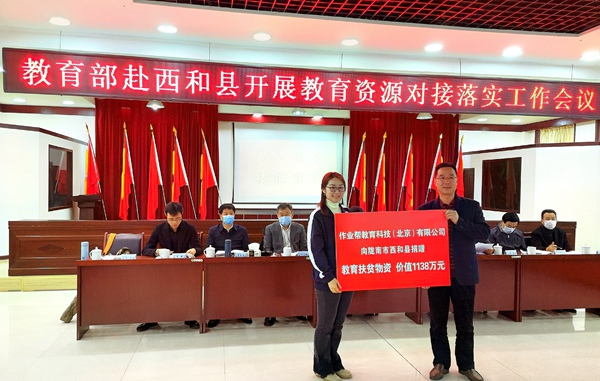 教育部赴西和县开展教育资源对接落实工作会议
作业帮教育科技（北京）有限公司
向陇南市西和县捐赠
教育扶贫物资 价值1138万元